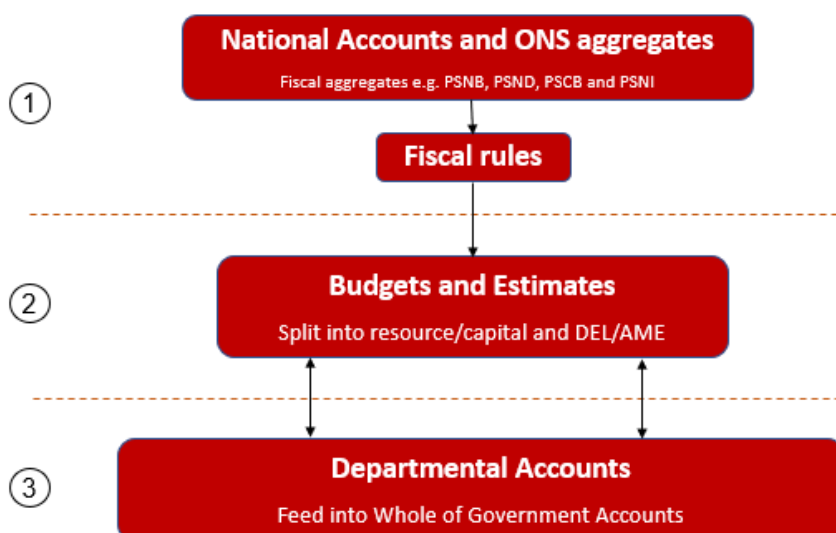 National Accounts and ONS aggregates
Fiscal aggregates e.g. PSNB, PSND, PSCB and PSNI
1
Fiscal rules
2
Budgets and Estimates
Split into resource/capital and DEL/AME
3
Departmental Accounts
Feed into Whole of Government Accounts